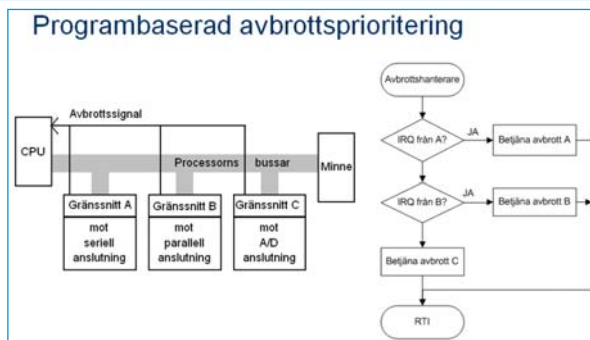 Programbaserad avbrottsprioritering
Avbrottssignal
CPU
Processorns bussar
Minne
Gränssnitt A
mot
seriell
anslutning
Gränssnitt B
mot
parallell
anslutning
Gränssnitt C
mot
A/D
anslutning
Avbrottshanterare
IRQ från A?
JA
Betjäna avbrott A
IRQ från B?
JA
Betjäna avbrott B
Betjäna avbrott C
RTI